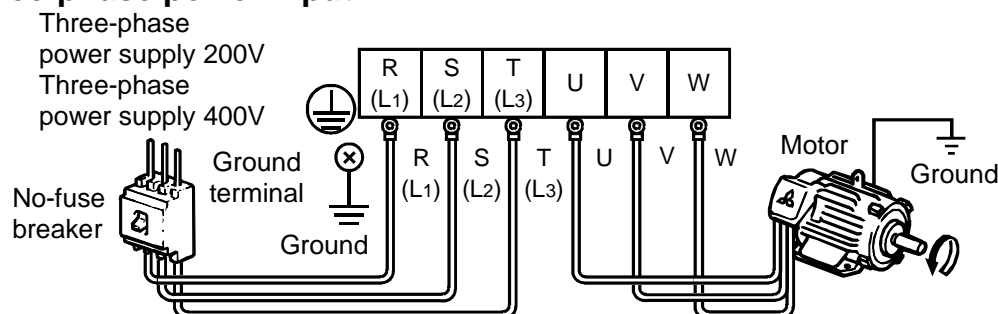 Three-phase
power supply 200V
Three-phase
power supply 400V
R S T U V W
(L1) (L2) (L3)
R S T U V W
(L1) (L2) (L3)
Ground
terminal
Ground
No-fuse
breaker
Motor
Ground